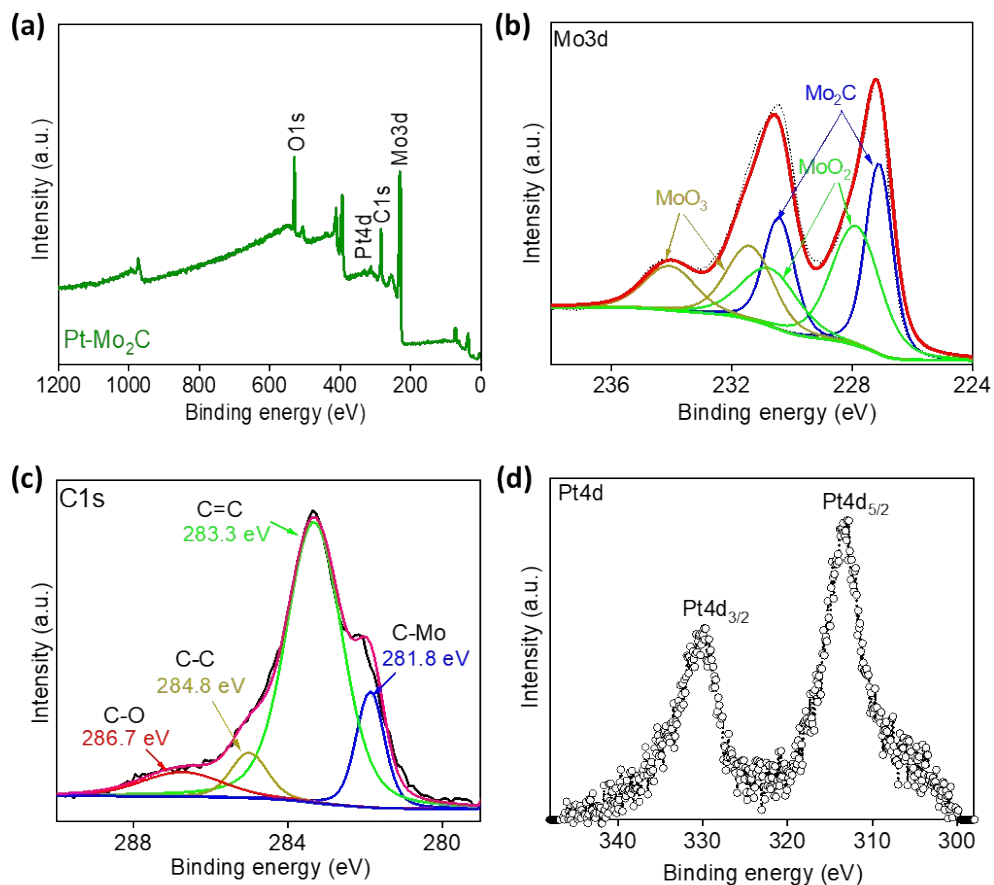 (a)
O1s
Pt4d
C1s
Mo3d
Pt-Mo₂C
Intensity (a.u.)
1200 1000 800 600 400 200 0
Binding energy (eV)
(b)
Mo3d
Mo₂C
MoO₂
MoO₃
Intensity (a.u.)
236 232 228 224
Binding energy (eV)
(c)
C1s
C=C
283.3 eV
C-Mo
281.8 eV
C-C
284.8 eV
C-O
286.7 eV
Intensity (a.u.)
288 284 280
Binding energy (eV)
(d)
Pt4d
Pt4d₅/₂
Pt4d₃/₂
Intensity (a.u.)
340 330 320 310 300
Binding energy (eV)